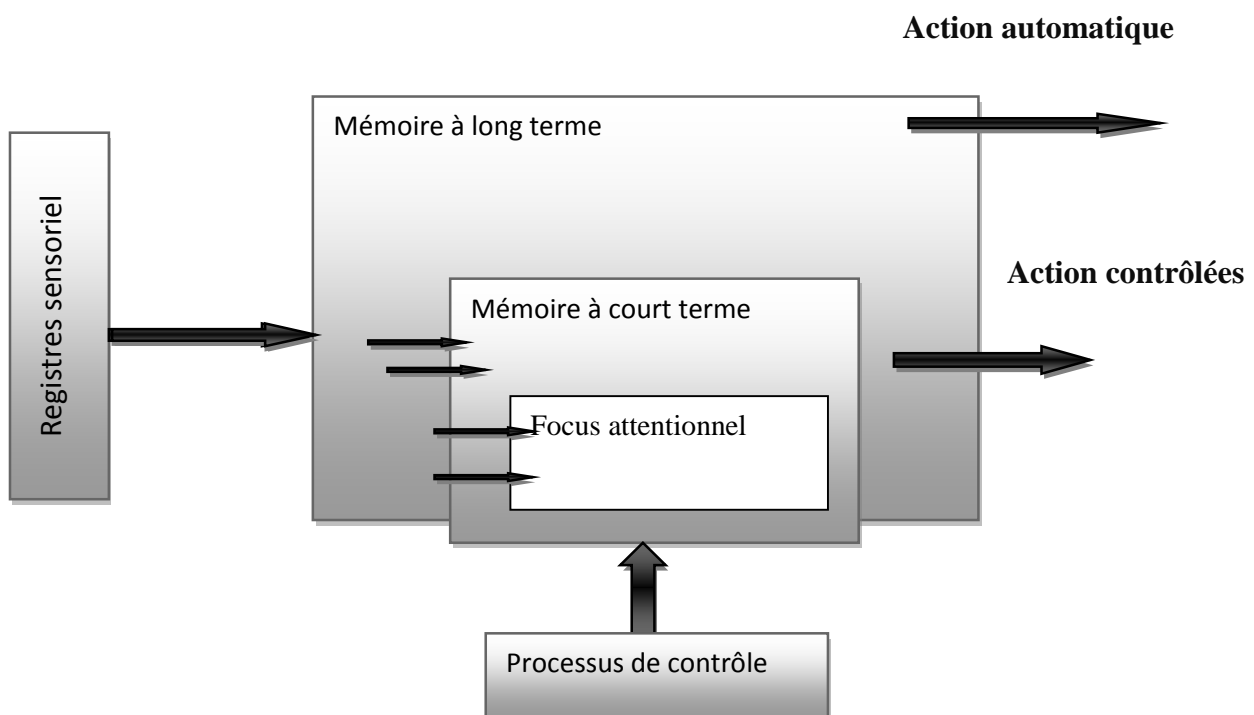 Action automatique
Mémoire à long terme
Registres sensoriel
Action contrôlées
Mémoire à court terme
Focus attentionnel
Processus de contrôle